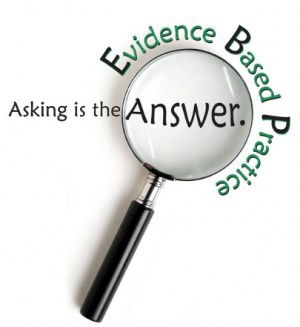 Evidence Based Practice
Asking is the Answer.